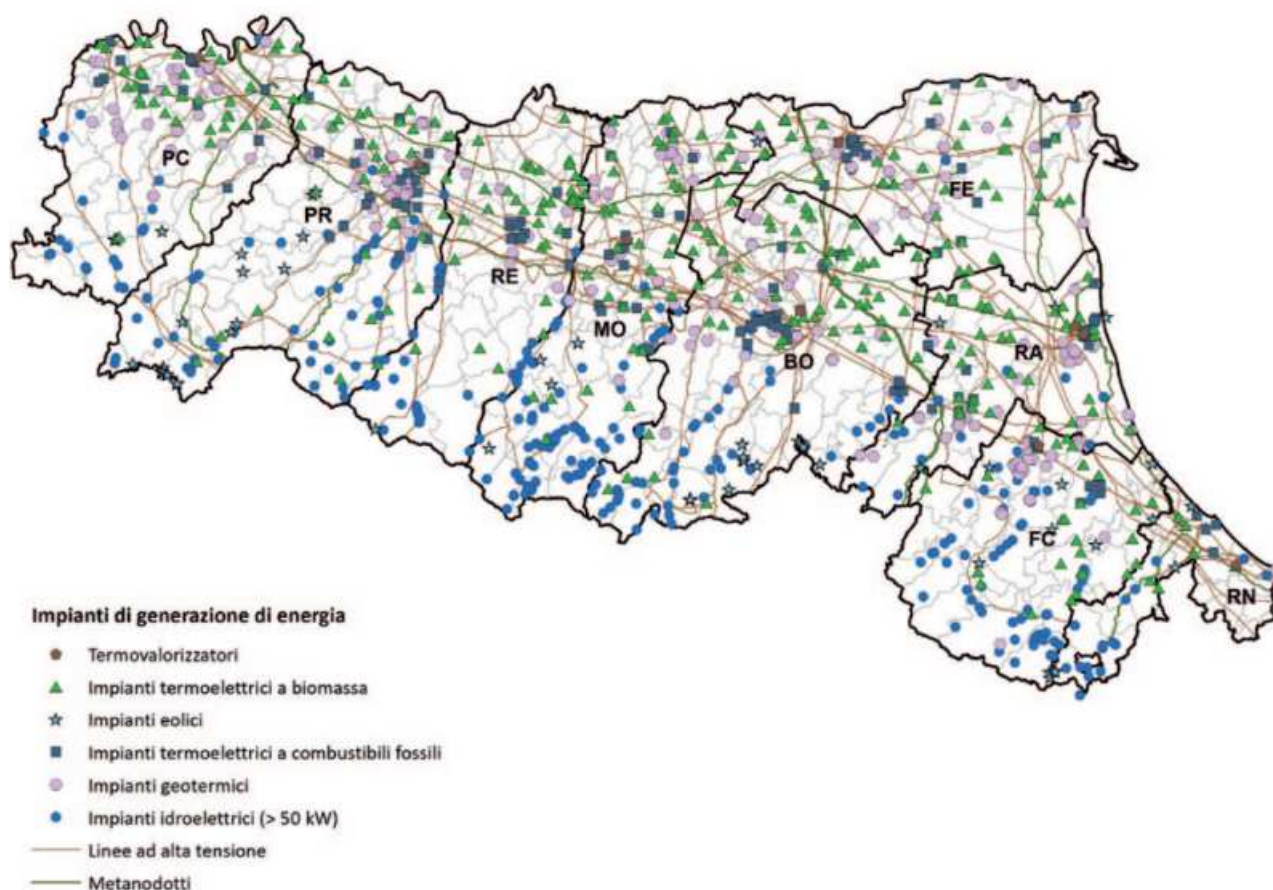 PC
PR
RE
MO
BO
FE
RA
FC
RN
Impianti di generazione di energia
Termovalorizzatori
Impianti termoelettrici a biomassa
Impianti eolici
Impianti termoelettrici a combustibili fossili
Impianti geotermici
Impianti idroelettrici (> 50 kW)
Linee ad alta tensione
Metanodotti